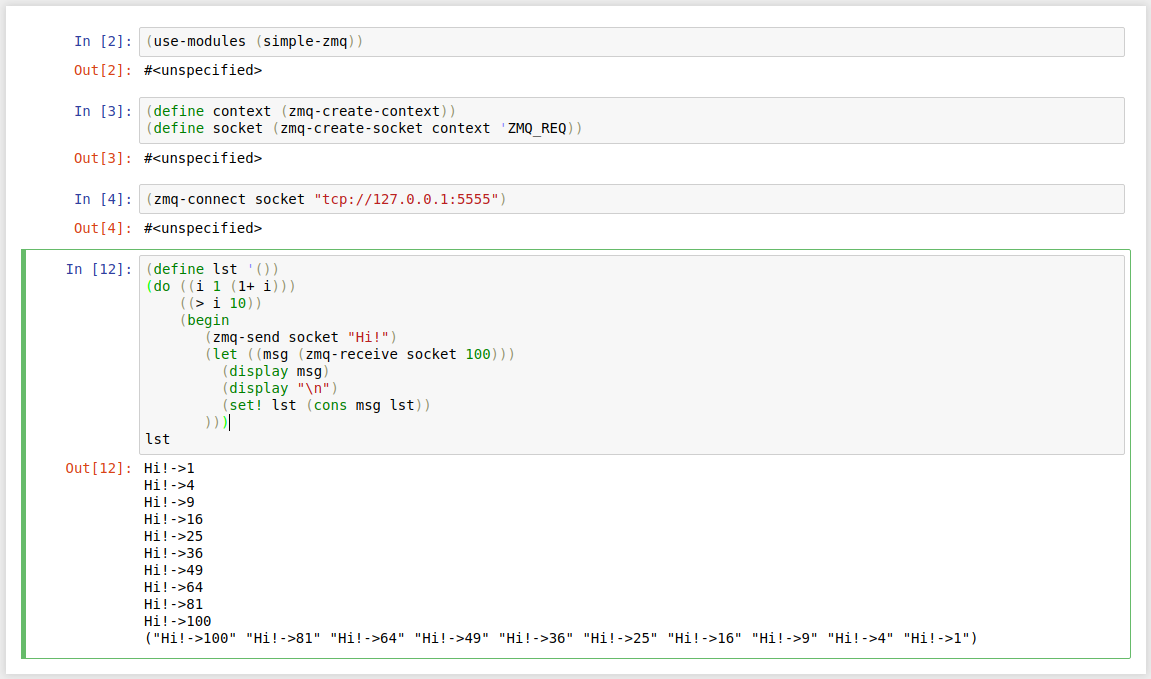 In [2]: (use-modules (simple-zmq))
Out[2]: #<unspecified>
In [3]: (define context (zmq-create-context))
(define socket (zmq-create-socket context 'ZMQ_REQ))
Out[3]: #<unspecified>
In [4]: (zmq-connect socket "tcp://127.0.0.1:5555")
Out[4]: #<unspecified>
In [12]: (define lst '())
(do ((i 1 (1+ i)))
    ((> i 10))
    (begin
       (zmq-send socket "Hi!")
       (let ((msg (zmq-receive socket 100)))
         (display msg)
         (display "\n")
         (set! lst (cons msg lst))
       )))
lst
Out[12]: Hi!->1
Hi!->4
Hi!->9
Hi!->16
Hi!->25
Hi!->36
Hi!->49
Hi!->64
Hi!->81
Hi!->100
("Hi!->100" "Hi!->81" "Hi!->64" "Hi!->49" "Hi!->36" "Hi!->25" "Hi!->16" "Hi!->9" "Hi!->4" "Hi!->1")